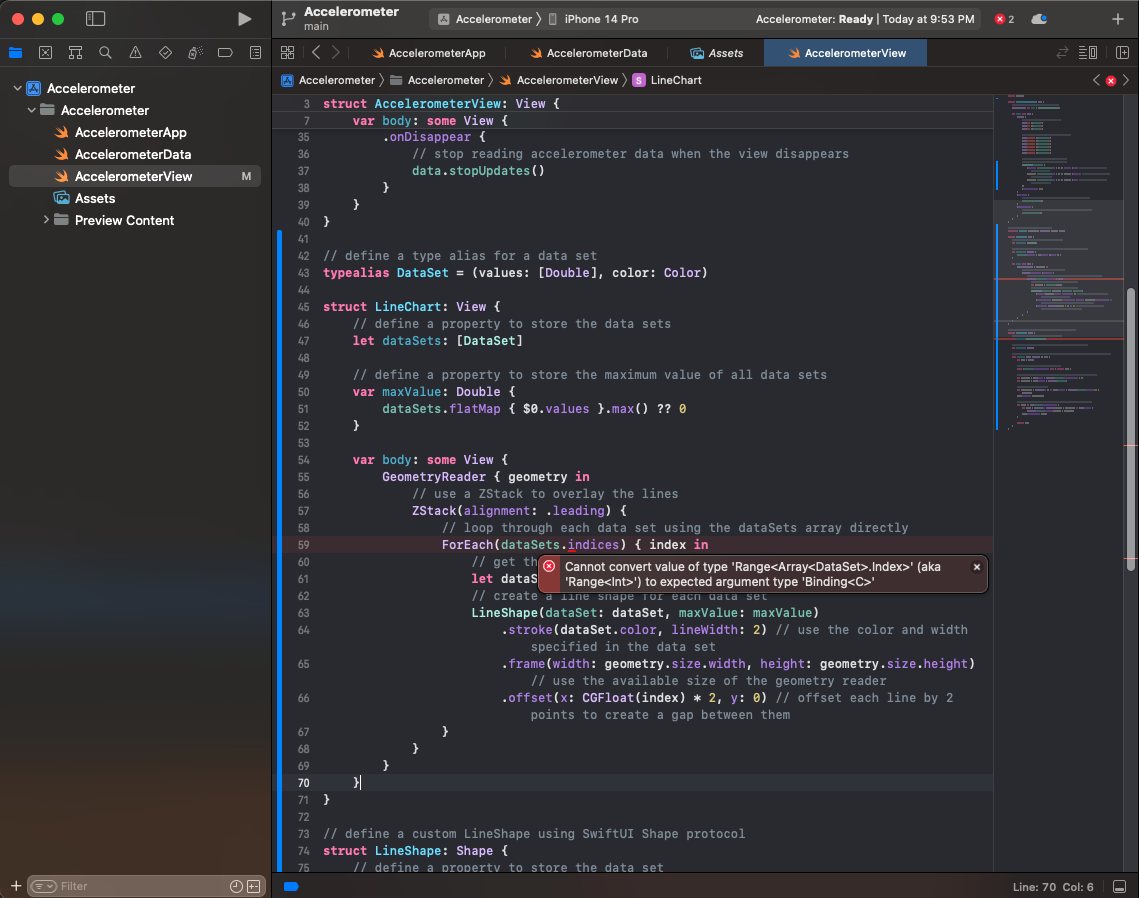 Accelerometer
main
Accelerometer
iPhone 14 Pro
Accelerometer: Ready | Today at 9:53 PM
2
AccelerometerApp
AccelerometerData
Assets
AccelerometerView
Accelerometer
Accelerometer
AccelerometerView
S
LineChart
Accelerometer
Accelerometer
AccelerometerApp
AccelerometerData
AccelerometerView
M
Assets
Preview Content
3 struct AccelerometerView: View {
7 var body: some View {
35 .onDisappear {
36 // stop reading accelerometer data when the view disappears
37 data.stopUpdates()
38 }
39 }
40 }
41
42 // define a type alias for a data set
43 typealias DataSet = (values: [Double], color: Color)
44
45 struct LineChart: View {
46 // define a property to store the data sets
47 let dataSets: [DataSet]
48
49 // define a property to store the maximum value of all data sets
50 var maxValue: Double {
51 dataSets.flatMap { $0.values }.max() ?? 0
52 }
53
54 var body: some View {
55 GeometryReader { geometry in
56 // use a ZStack to overlay the lines
57 ZStack(alignment: .leading) {
58 // loop through each data set using the dataSets array directly
59 ForEach(dataSets.indices) { index in
60 // get th
Cannot convert value of type 'Range<Array<DataSet>.Index>' (aka
'Range<Int>') to expected argument type 'Binding<C>'
61 let dataS
62 // create a line shape for each data set
63 LineShape(dataSet: dataSet, maxValue: maxValue)
64 .stroke(dataSet.color, lineWidth: 2) // use the color and width
specified in the data set
65 .frame(width: geometry.size.width, height: geometry.size.height)
// use the available size of the geometry reader
66 .offset(x: CGFloat(index) * 2, y: 0) // offset each line by 2
points to create a gap between them
67 }
68 }
69 }
70 }
71 }
72
73 // define a custom LineShape using SwiftUI Shape protocol
74 struct LineShape: Shape {
75 // define a property to store the data set
Filter
Line: 70 Col: 6